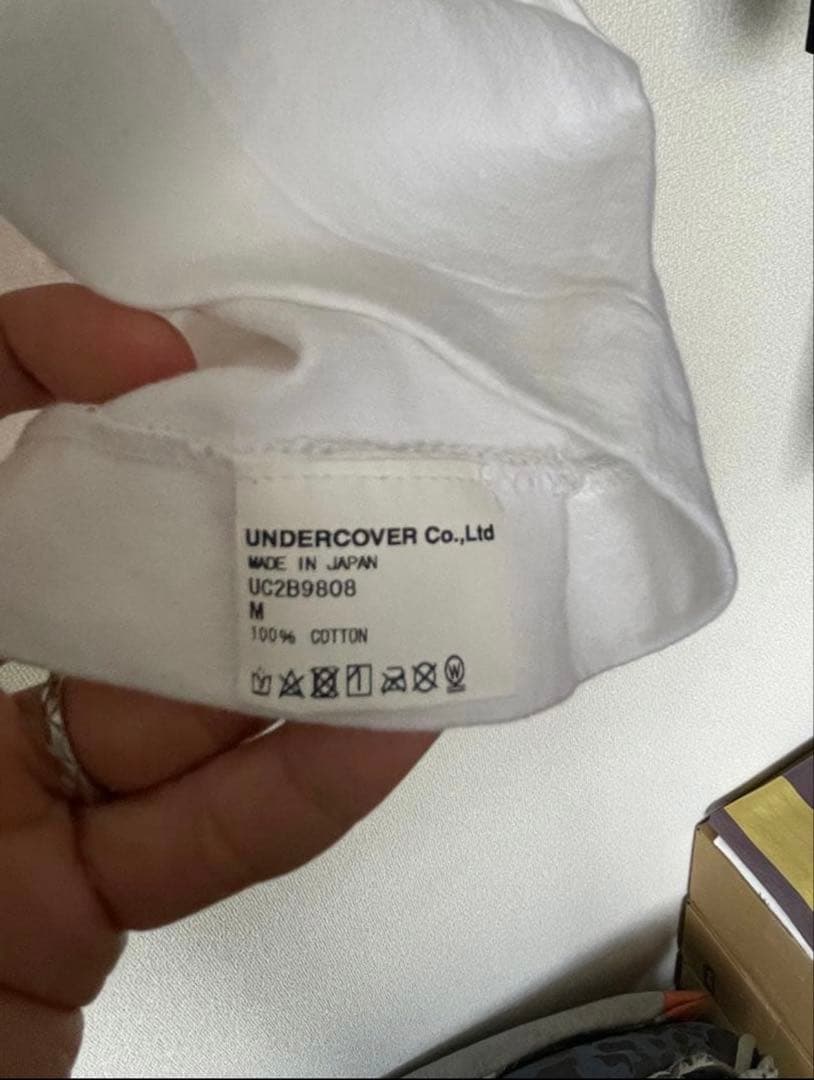 UNDERCOVER Co.,Ltd
MADE IN JAPAN
UC2B9808
M
100% COTTON
W